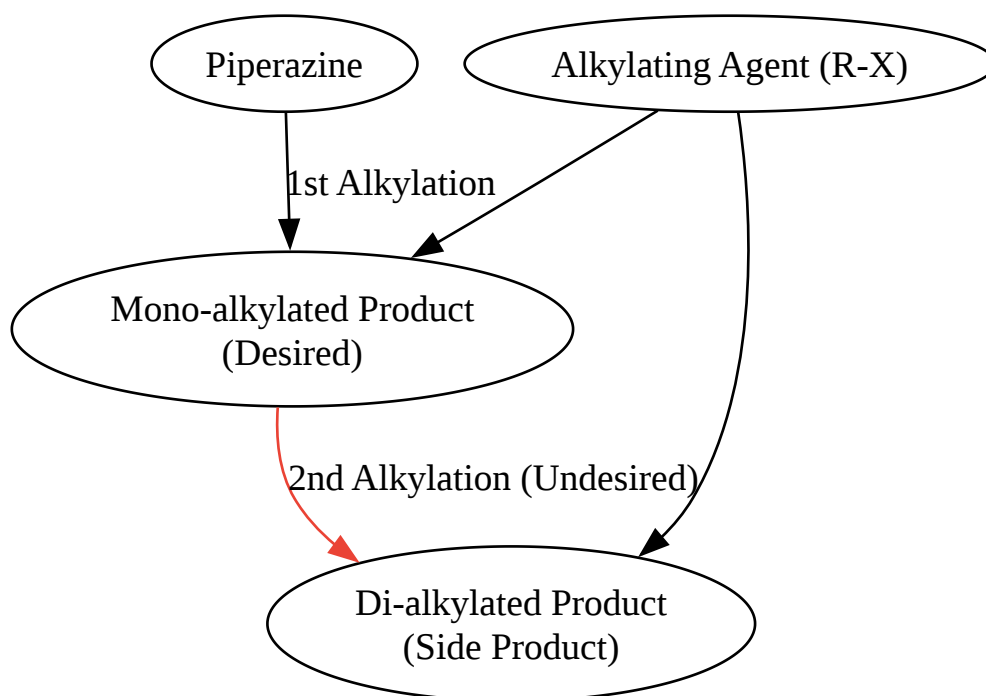 Piperazine
Alkylating Agent (R-X)
1st Alkylation
Mono-alkylated Product
(Desired)
2nd Alkylation (Undesired)
Di-alkylated Product
(Side Product)